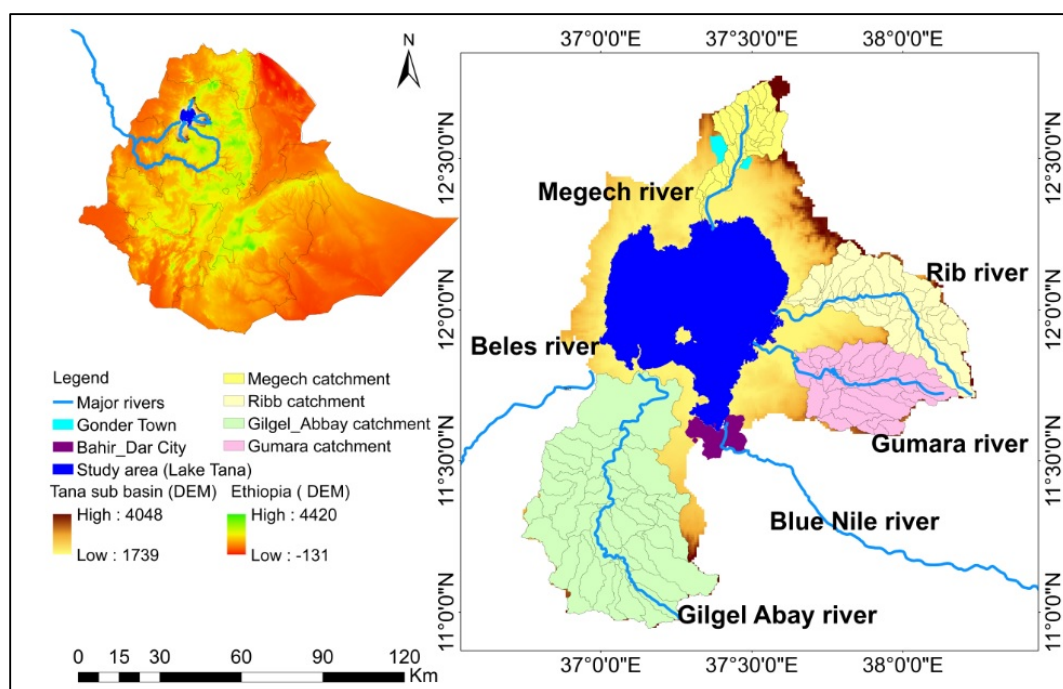 N
Legend
Major rivers
Gonder Town
Bahir_Dar City
Study area (Lake Tana)
Megech catchment
Ribb catchment
Gilgel_Abbay catchment
Gumara catchment
Tana sub basin (DEM)
High : 4048
Low : 1739
Ethiopia ( DEM)
High : 4420
Low : -131
0 15 30 60 90 120
Km
37°0'0"E 37°30'0"E 38°0'0"E
12°30'0"N
12°0'0"N
11°30'0"N
11°0'0"N
Megech river
Rib river
Beles river
Gumara river
Blue Nile river
Gilgel Abay river
12°30'0"N
12°0'0"N
11°30'0"N
11°0'0"N
37°0'0"E 37°30'0"E 38°0'0"E